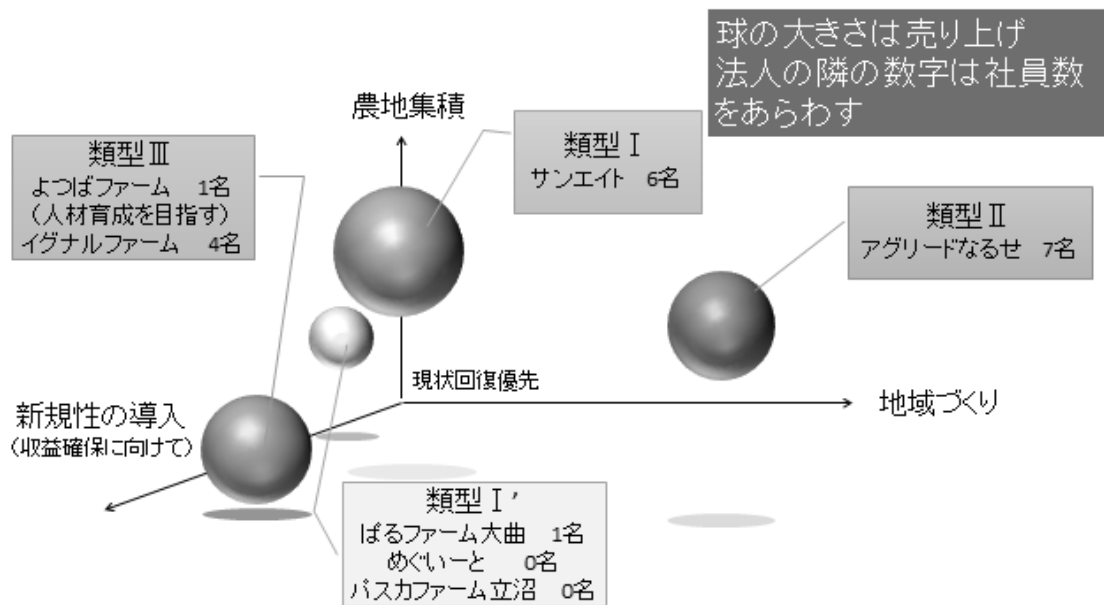 球の大きさは売り上げ
法人の隣の数字は社員数
をあらわす
農地集積
類型Ⅲ
よつばファーム 1名
(人材育成を目指す)
イグナルファーム 4名
類型Ⅰ
サンエイト 6名
類型Ⅱ
アグリードなるせ 7名
現状回復優先
新規性の導入
(収益確保に向けて)
地域づくり
類型Ⅰ’
ぱるファーム大曲 1名
めぐいーと 0名
パスカファーム立沼 0名